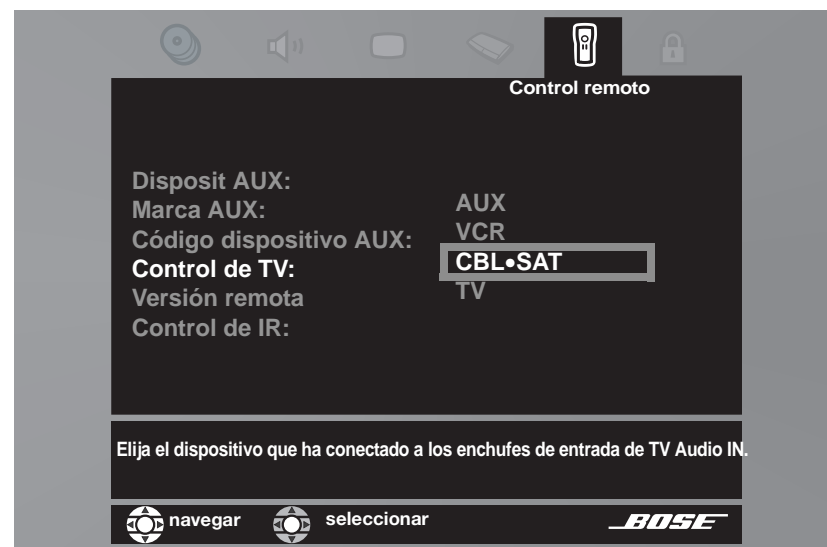 Control remoto
Disposit AUX:
Marca AUX:
Código dispositivo AUX:
Control de TV:
Versión remota
Control de IR:
AUX
VCR
CBL•SAT
TV
Elija el dispositivo que ha conectado a los enchufes de entrada de TV Audio IN.
navegar seleccionar BOSE